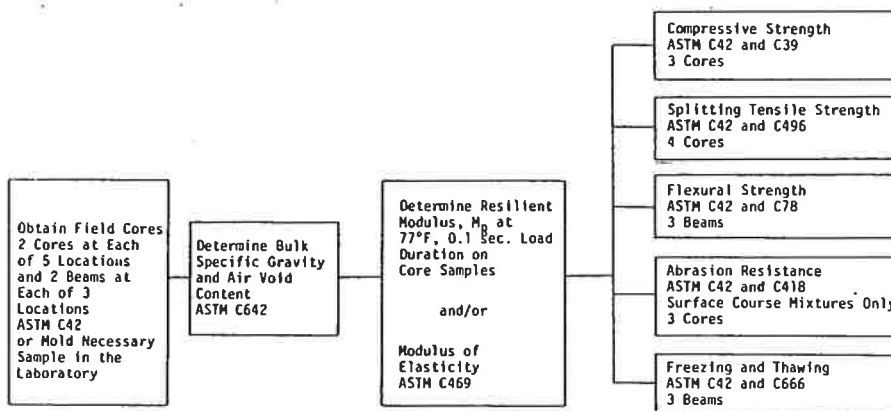 Obtain Field Cores
2 Cores at Each
of 5 Locations
and 2 Beams at
Each of 3
Locations
ASTM C42
or Mold Necessary
Sample in the
Laboratory
Determine Bulk
Specific Gravity
and Air Void
Content
ASTM C642
Determine Resilient
Modulus, MR at
77°F, 0.1 sec. Load
Duration on
Core Samples
and/or
Modulus of
Elasticity
ASTM C469
Compressive Strength
ASTM C42 and C39
3 Cores
Splitting Tensile Strength
ASTM C42 and C496
4 Cores
Flexural Strength
ASTM C42 and C78
3 Beams
Abrasion Resistance
ASTM C42 and C418
Surface Course Mixtures Only
3 Cores
Freezing and Thawing
ASTM C42 and C666
3 Beams